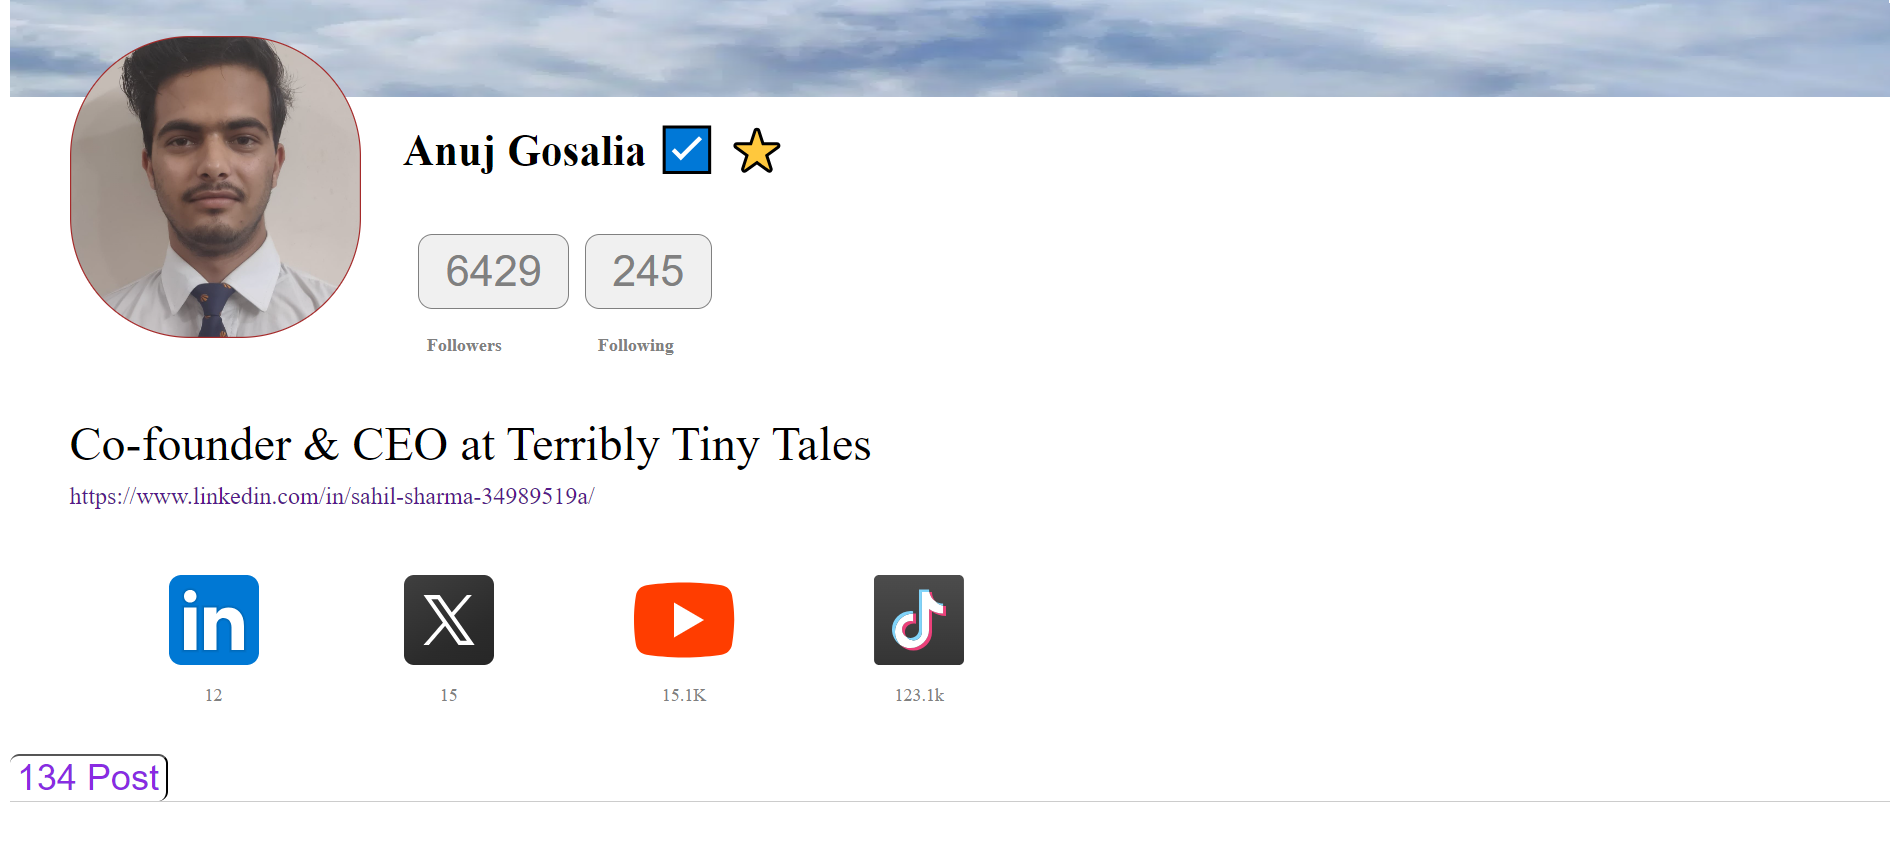 Anuj Gosalia
6429 245
Followers Following
Co-founder & CEO at Terribly Tiny Tales
https://www.linkedin.com/in/sahil-sharma-34989519a/
in
12 15 15.1K 123.1k
134 Post